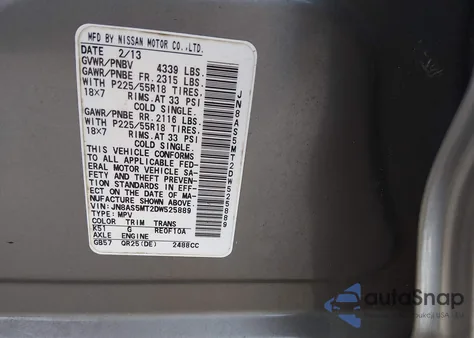 MFD BY NISSAN MOTOR CO.,LTD.
DATE 2/13
GVWR/PNBV 4339 LBS.
GAWR/PNBE FR. 2315 LBS.
WITH P225/55R18 TIRES.
18X7 RIMS.AT 33 PSI
COLD SINGLE.
GAWR/PNBE RR. 2116 LBS.
WITH P225/55R18 TIRES.
18X7 RIMS.AT 33 PSI
COLD SINGLE.
THIS VEHICLE CONFORMS
TO ALL APPLICABLE FED-
ERAL MOTOR VEHICLE SA-
FETY AND THEFT PREVEN-
TION STANDARDS IN EFF-
ECT ON THE DATE OF MA-
NUFACTURE SHOWN ABOVE.
VIN: JN8AS5MT2DW525889
TYPE: MPV
COLOR TRIM TRANS
K51 G RE0F10A
AXLE ENGINE
GB57 QR25(DE) 2488CC
JN8AS5MT2DW525889
autoSnap